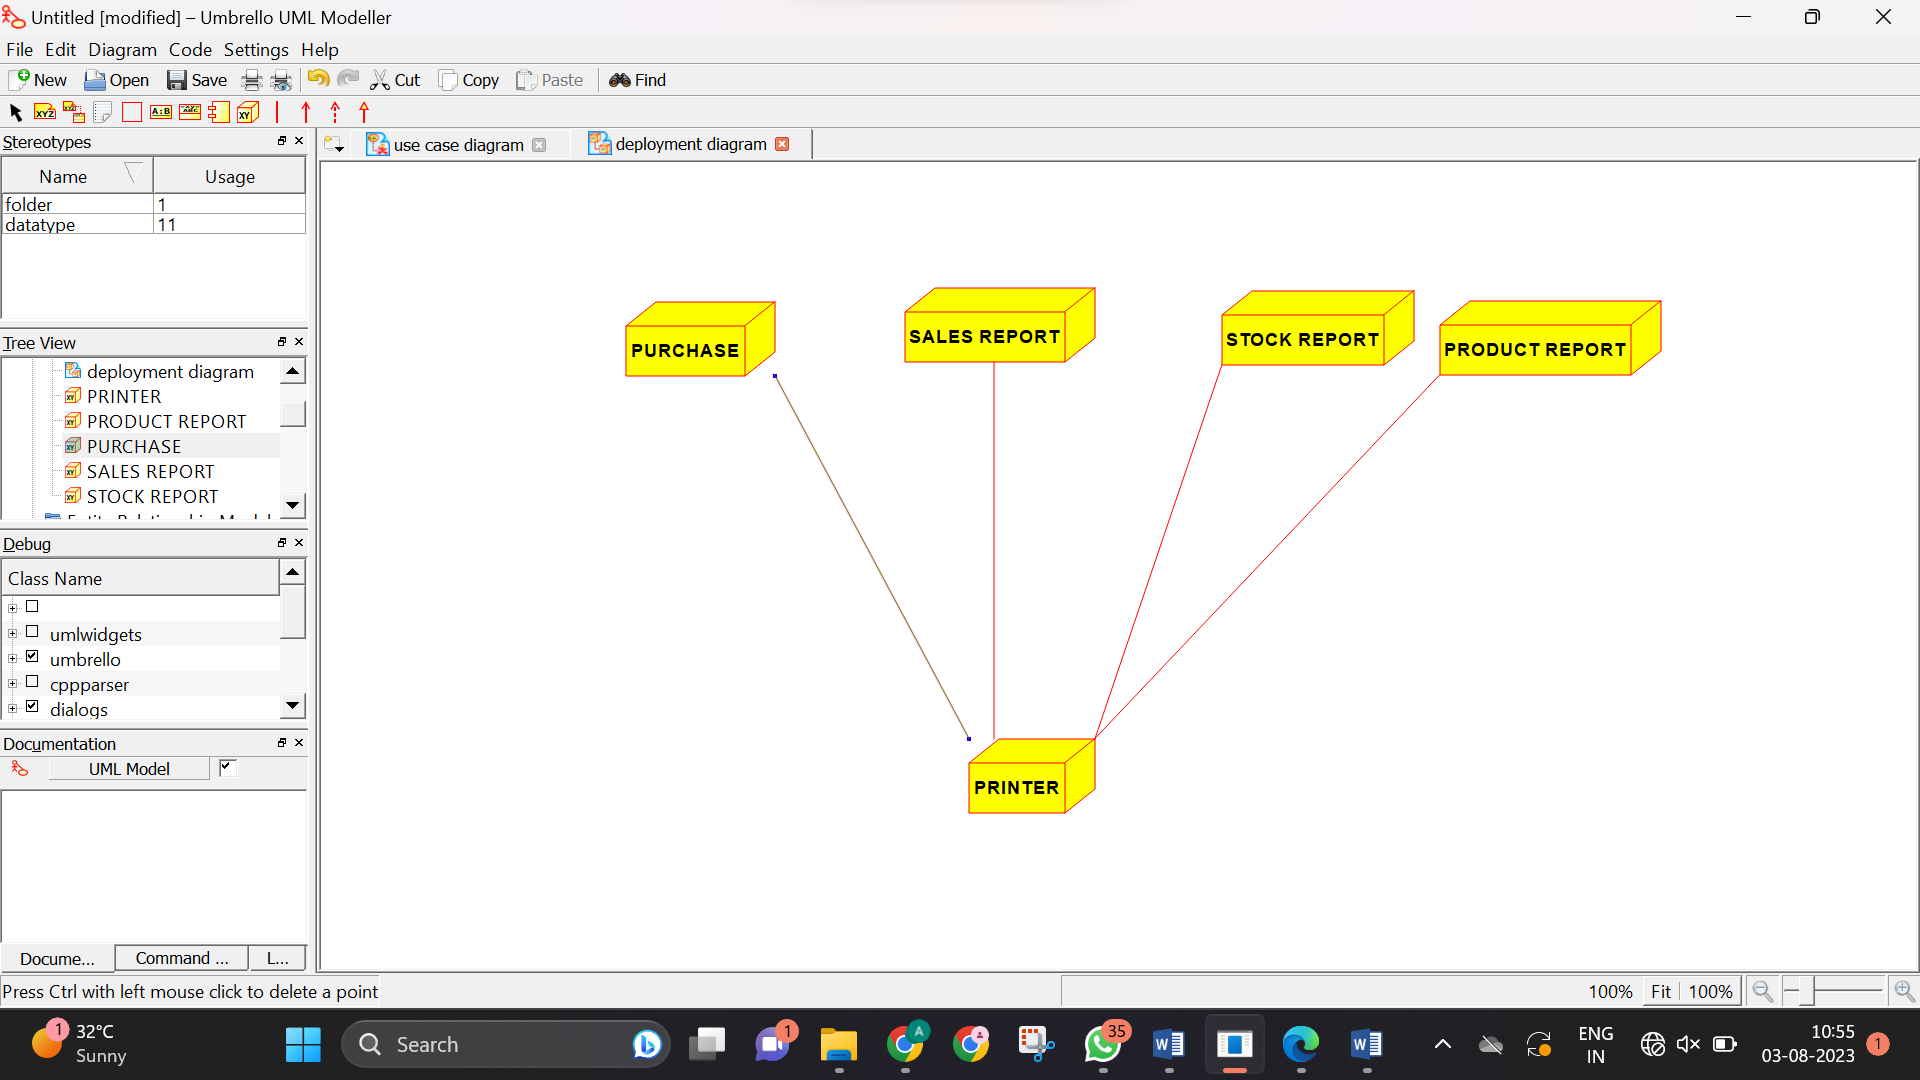 Untitled [modified] – Umbrello UML Modeller
File Edit Diagram Code Settings Help
New Open Save Cut Copy Paste Find
XYZ XYZ A:B ABC XY
Stereotypes
Name Usage
folder 1
datatype 11
Tree View
deployment diagram
PRINTER
PRODUCT REPORT
PURCHASE
SALES REPORT
STOCK REPORT
Debug
Class Name
umlwidgets
umbrello
cppparser
dialogs
Documentation
UML Model
Docume... Command ... L...
use case diagram deployment diagram
PURCHASE
SALES REPORT
STOCK REPORT
PRODUCT REPORT
PRINTER
Press Ctrl with left mouse click to delete a point
100% Fit 100%
1
32°C
Sunny
Search
1
A
35
W
W
ENG
IN
10:55
03-08-2023
1